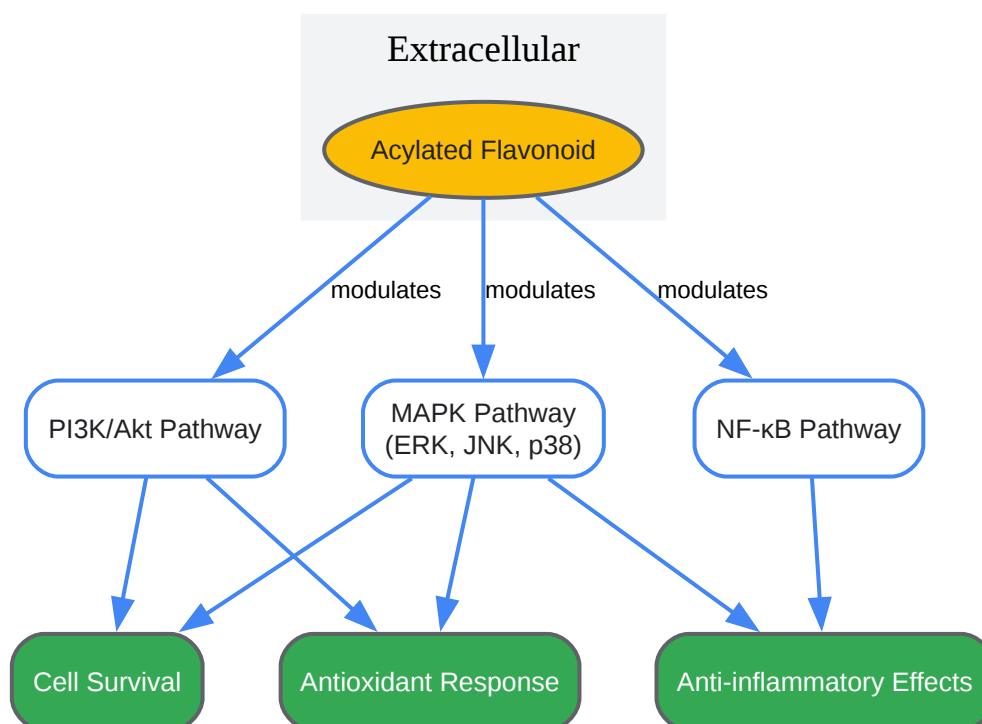 Extracellular
Acylated Flavonoid
modulates
modulates
modulates
PI3K/Akt Pathway
MAPK Pathway
(ERK, JNK, p38)
NF-κB Pathway
Cell Survival
Antioxidant Response
Anti-inflammatory Effects